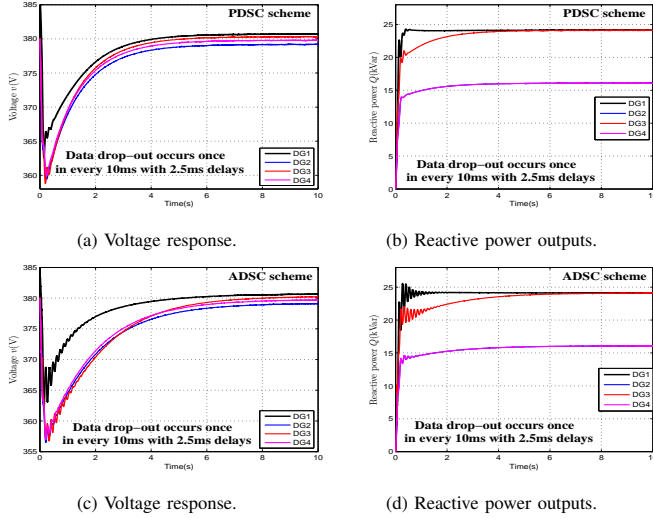 PDSC scheme
385
380
370
360
Voltage v(V)
0
2
4
6
8
10
Time(s)
Data drop−out occurs once
in every 10ms with 2.5ms delays
DG1
DG2
DG3
DG4
(a) Voltage response.
PDSC scheme
25
20
15
10
5
0
Reactive power Q(kVar)
0
2
4
6
8
10
Time(s)
DG1
DG2
DG3
DG4
Data drop−out occurs once
in every 10ms with 2.5ms delays
(b) Reactive power outputs.
ADSC scheme
385
380
375
370
365
360
355
Voltage v(V)
0
2
4
6
8
10
Time(s)
Data drop−out occurs once
in every 10ms with 2.5ms delays
DG1
DG2
DG3
DG4
(c) Voltage response.
ADSC scheme
25
20
15
10
5
0
Reactive power Q(kVar)
0
2
4
6
8
10
Time(s)
DG1
DG2
DG3
DG4
Data drop−out occurs once
in every 10ms with 2.5ms delays
(d) Reactive power outputs.